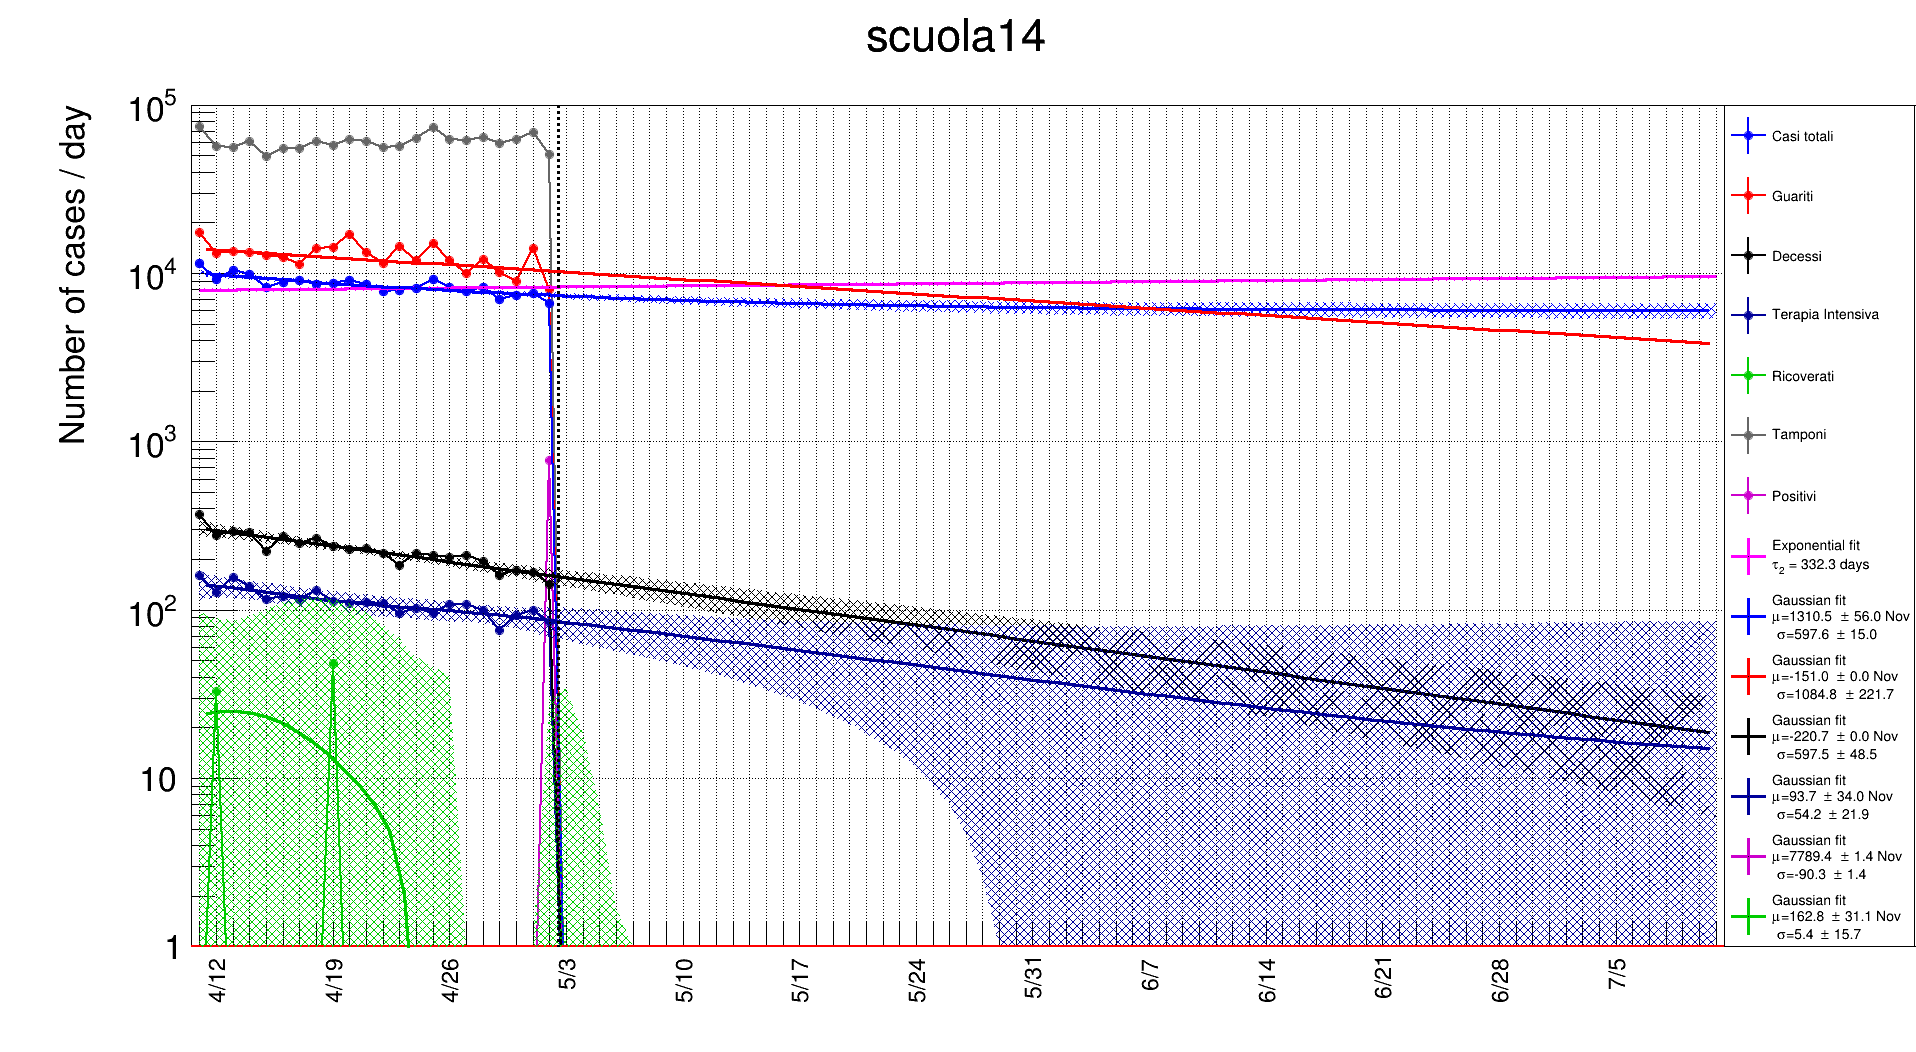 scuola14
Number of cases / day
10^5
10^4
10^3
10^2
10
1
4/12
4/19
4/26
5/3
5/10
5/17
5/24
5/31
6/7
6/14
6/21
6/28
7/5
Casi totali
Guariti
Decessi
Terapia Intensiva
Ricoverati
Tamponi
Positivi
Exponential fit
τ₂ = 332.3 days
Gaussian fit
μ=1310.5 ± 56.0 Nov
σ=597.6 ± 15.0
Gaussian fit
μ=-151.0 ± 0.0 Nov
σ=1084.8 ± 221.7
Gaussian fit
μ=-220.7 ± 0.0 Nov
σ=597.5 ± 48.5
Gaussian fit
μ=93.7 ± 34.0 Nov
σ=54.2 ± 21.9
Gaussian fit
μ=7789.4 ± 1.4 Nov
σ=-90.3 ± 1.4
Gaussian fit
μ=162.8 ± 31.1 Nov
σ=5.4 ± 15.7